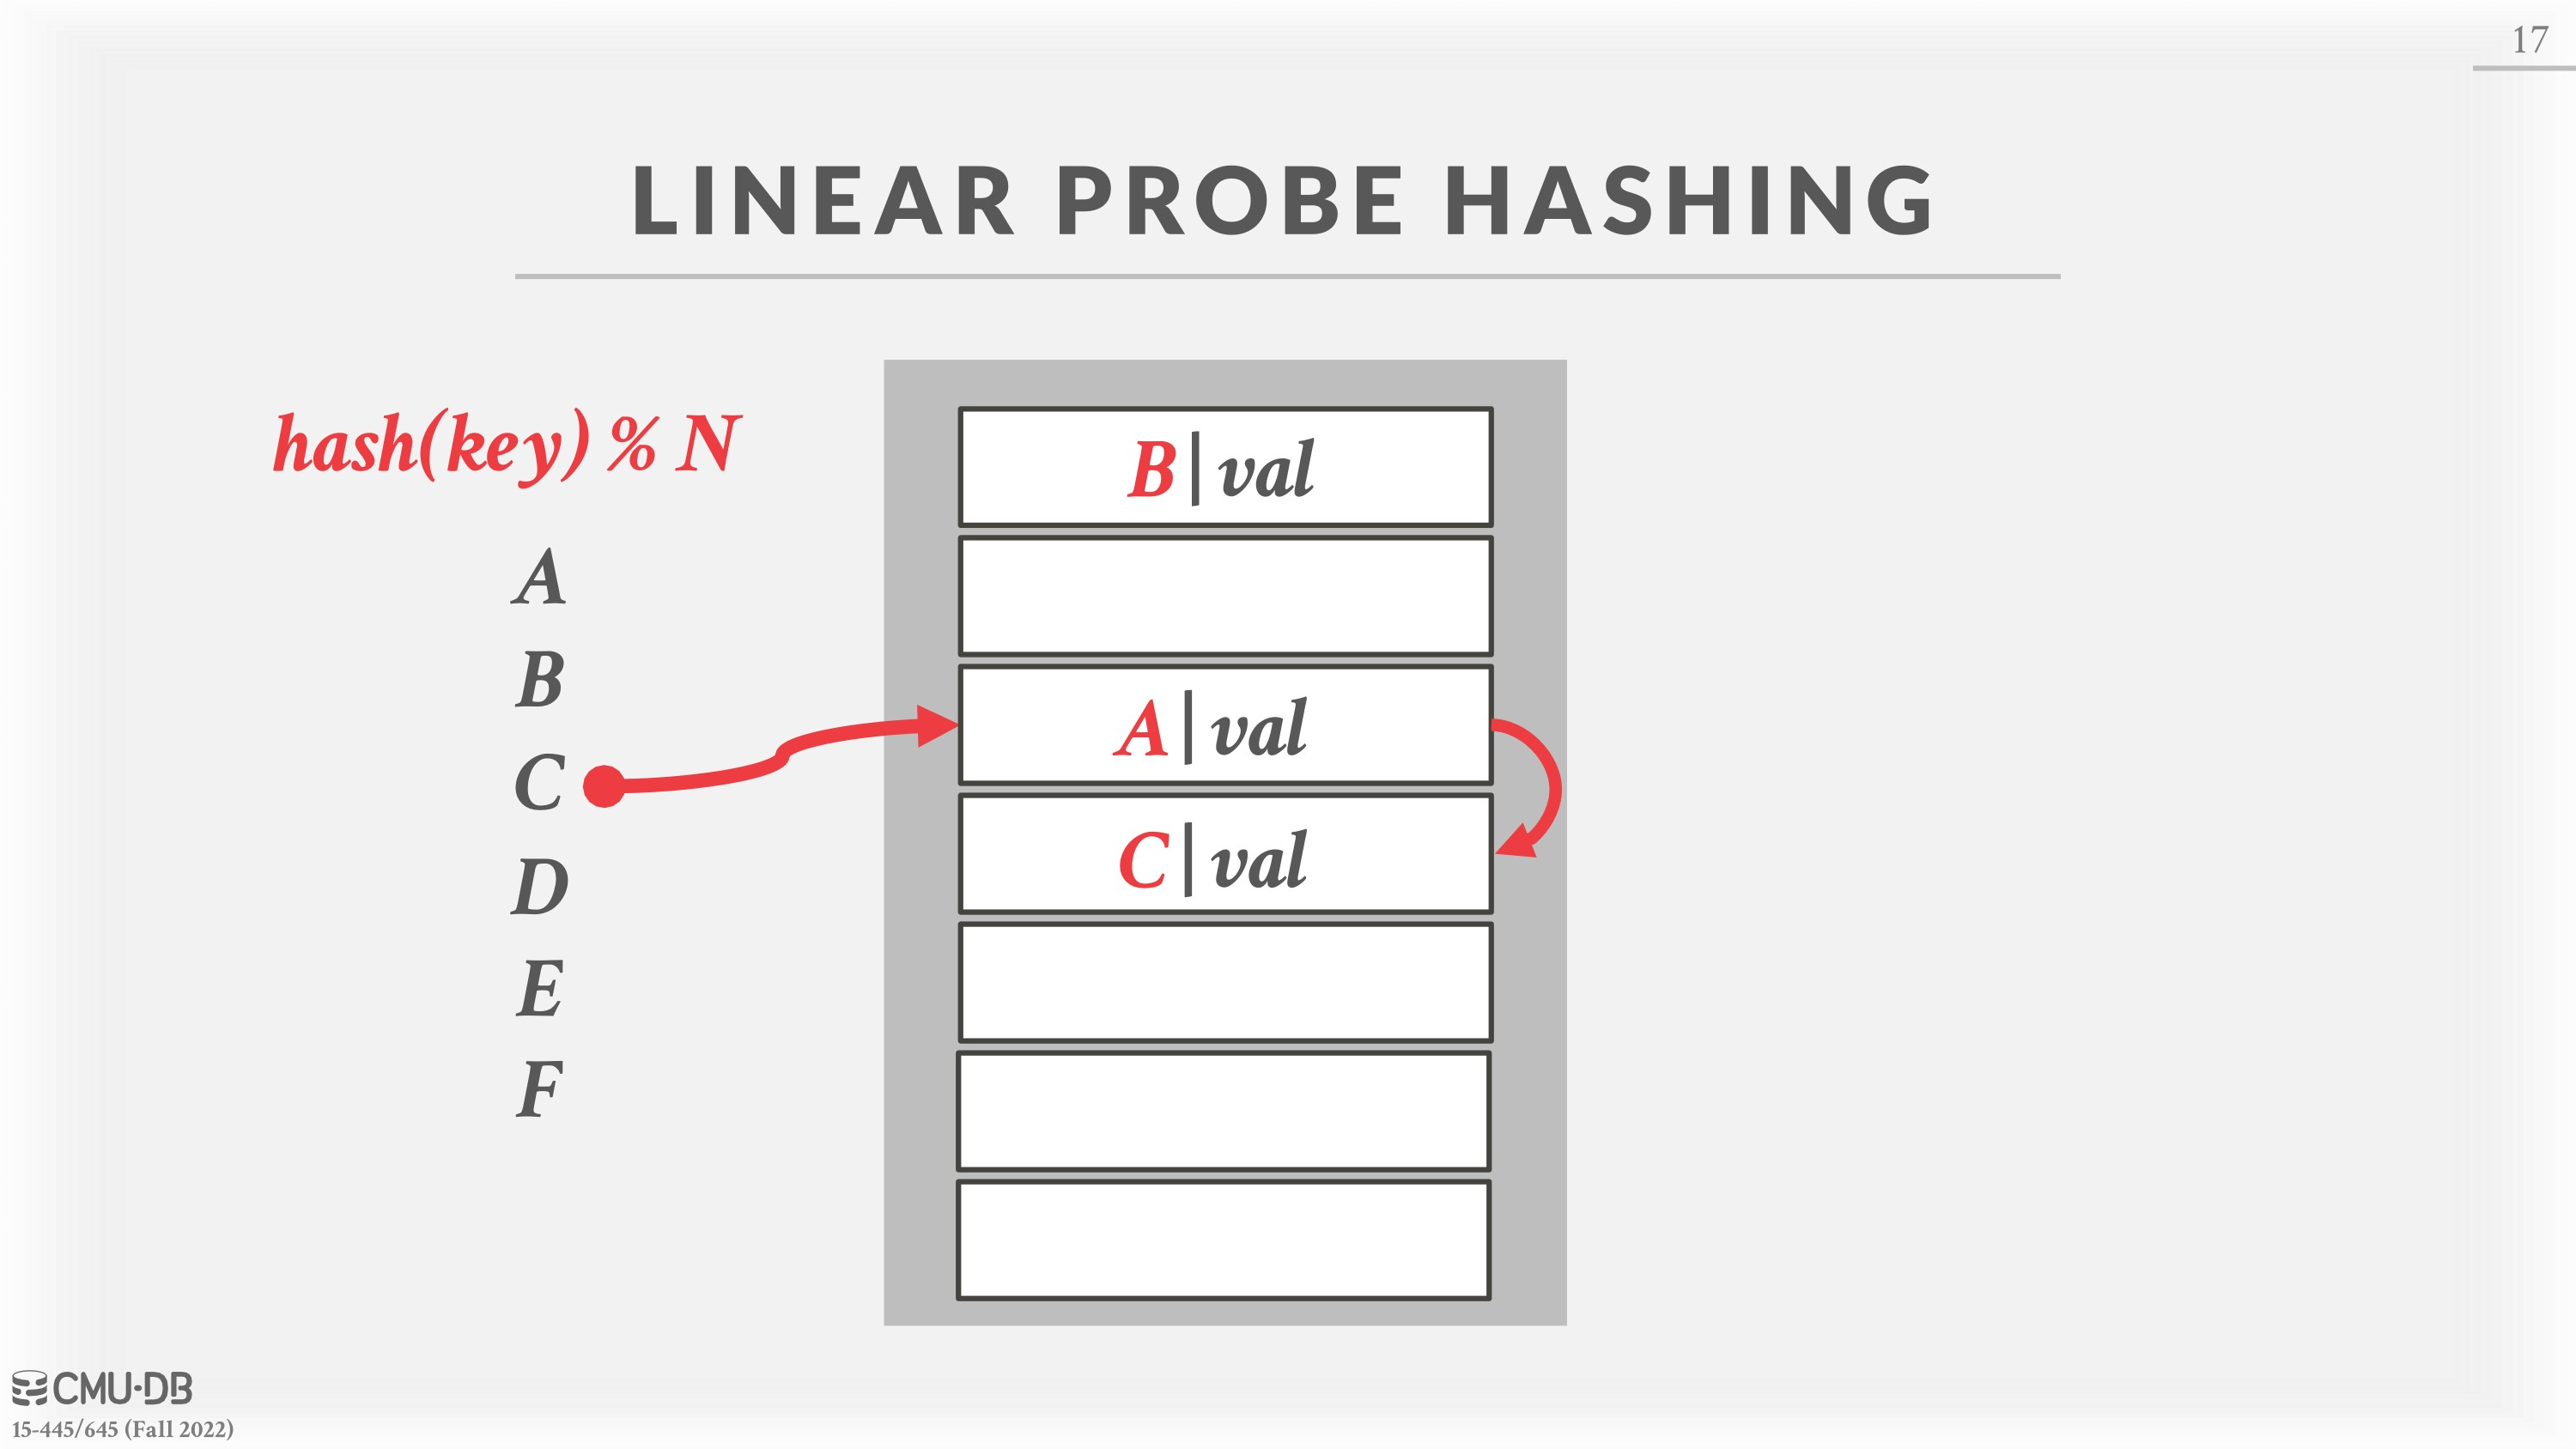 17
LINEAR PROBE HASHING
hash(key) % N
A
B
C
D
E
F
B|val
A|val
C|val
CMU·DB
15-445/645 (Fall 2022)